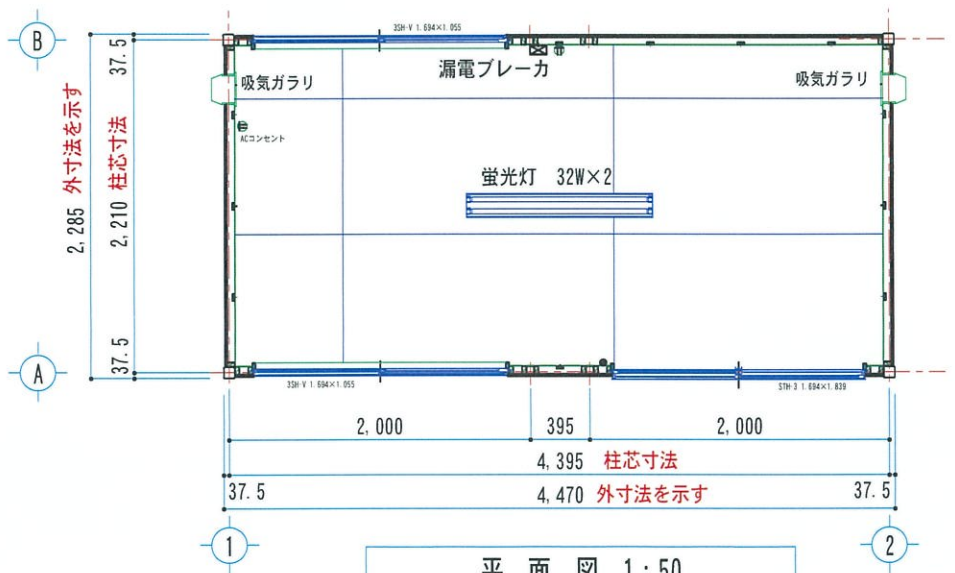 3SH-V 1.694×1.055
B
37.5
漏電ブレーカ
吸気ガラリ
吸気ガラリ
ACコンセント
2,285 外寸法を示す
2,210 柱芯寸法
蛍光灯 32W×2
37.5
A
3SH-V 1.694×1.055
STH-3 1.694×1.839
2,000
395
2,000
4,395 柱芯寸法
37.5
4,470 外寸法を示す
37.5
1
2
平面図 1:50